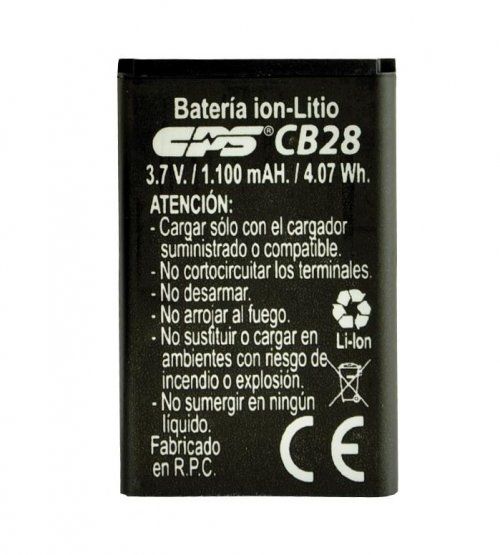 Batería ion-Litio
CPS® CB28
3.7 V. / 1.100 mAH. / 4.07 Wh.
ATENCIÓN:
- Cargar sólo con el cargador
suministrado o compatible.
- No cortocircuitar los terminales.
- No desarmar.
- No arrojar al fuego.
- No sustituir o cargar en
ambientes con riesgo de
incendio o explosión.
- No sumergir en ningún
líquido.
Li-Ion
Fabricado
en R.P.C.
CE